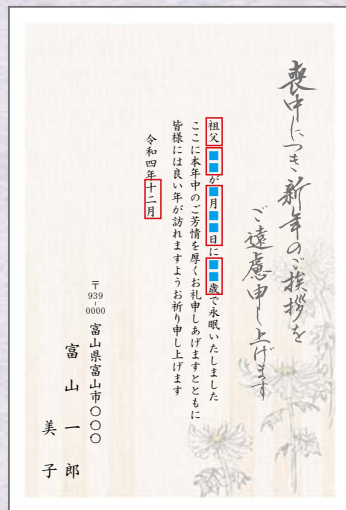 喪中につき新年のご挨拶を
ご遠慮申し上げます
祖父■■が■月■■日に■■歳で永眠いたしました
ここに本年中のご芳情を厚くお礼申しあげますとともに
皆様には良い年が訪れますようお祈り申し上げます
令和四年十二月
〒939-0000
富山県富山市〇〇〇
富山一郎
美子